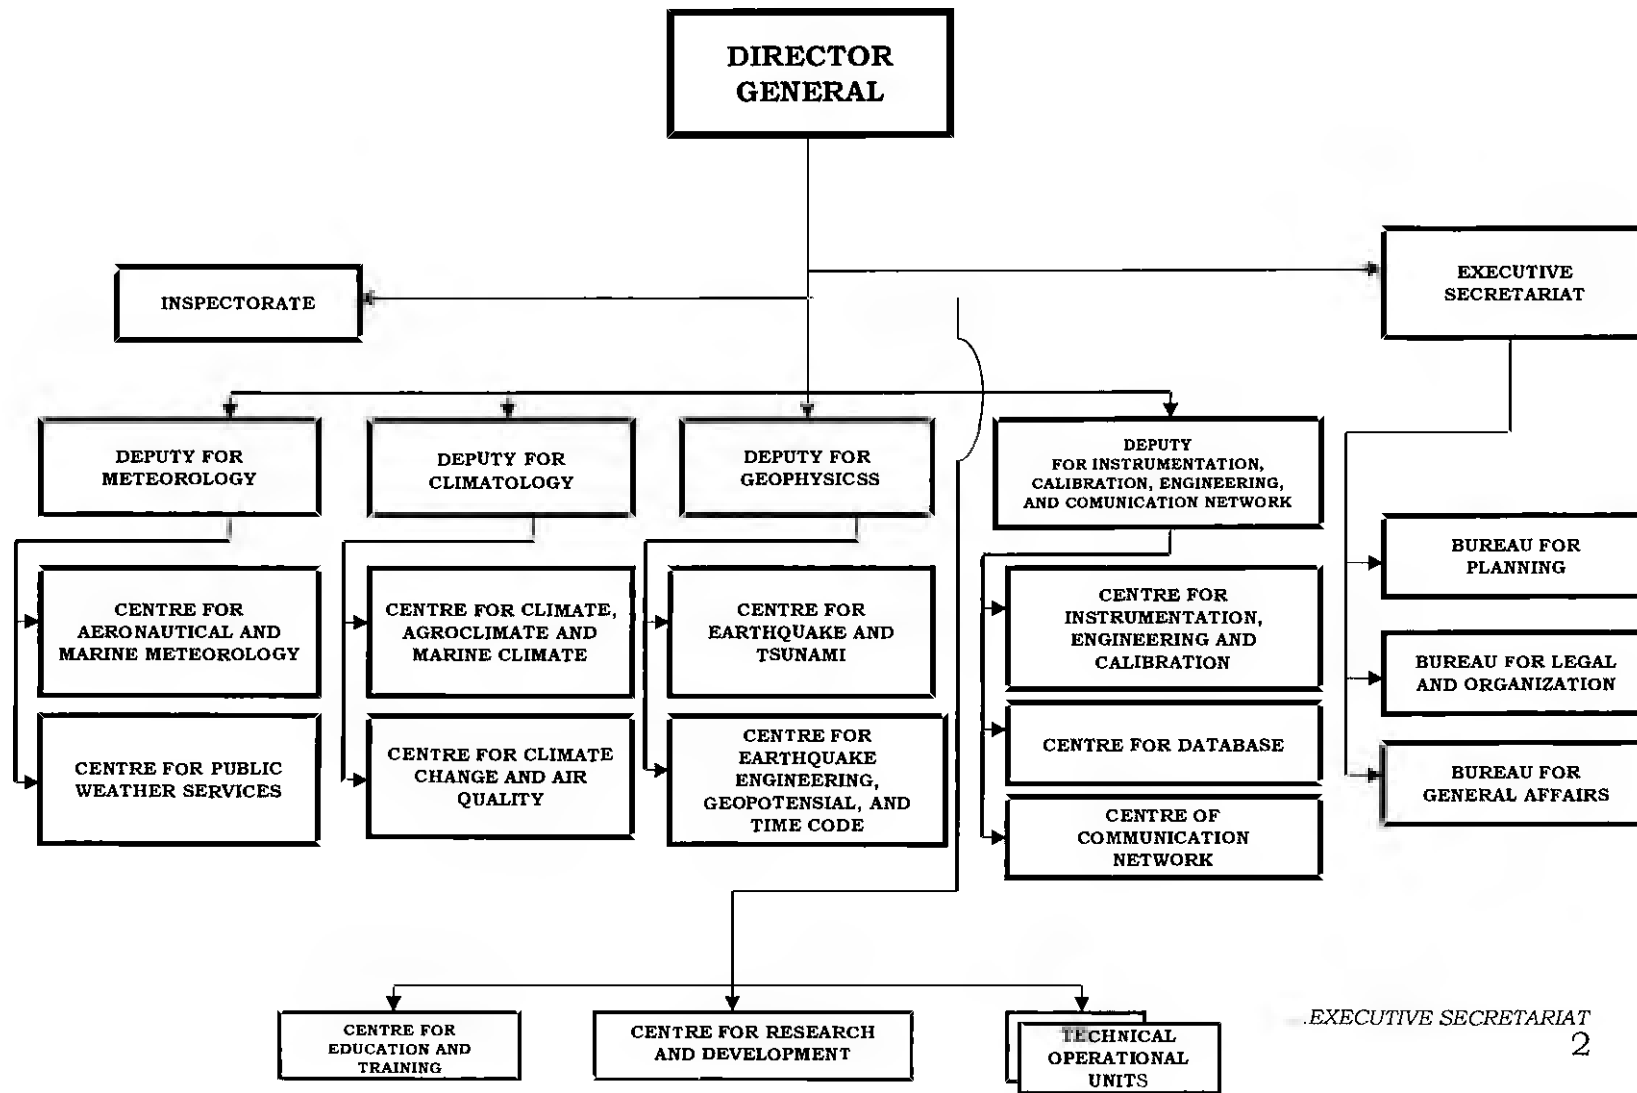 DIRECTOR
GENERAL
INSPECTORATE
EXECUTIVE
SECRETARIAT
DEPUTY FOR
METEOROLOGY
DEPUTY FOR
CLIMATOLOGY
DEPUTY FOR
GEOPHYSICSS
DEPUTY
FOR INSTRUMENTATION,
CALIBRATION, ENGINEERING,
AND COMUNICATION NETWORK
CENTRE FOR
AERONAUTICAL AND
MARINE METEOROLOGY
CENTRE FOR CLIMATE,
AGROCLIMATE AND
MARINE CLIMATE
CENTRE FOR
EARTHQUAKE AND
TSUNAMI
CENTRE FOR
INSTRUMENTATION,
ENGINEERING AND
CALIBRATION
BUREAU FOR
PLANNING
BUREAU FOR LEGAL
AND ORGANIZATION
CENTRE FOR PUBLIC
WEATHER SERVICES
CENTRE FOR CLIMATE
CHANGE AND AIR
QUALITY
CENTRE FOR
EARTHQUAKE
ENGINEERING,
GEOPOTENSIAL, AND
TIME CODE
CENTRE FOR DATABASE
CENTRE OF
COMMUNICATION
NETWORK
BUREAU FOR
GENERAL AFFAIRS
CENTRE FOR
EDUCATION AND
TRAINING
CENTRE FOR RESEARCH
AND DEVELOPMENT
TECHNICAL
OPERATIONAL
UNITS
.EXECUTIVE SECRETARIAT
2